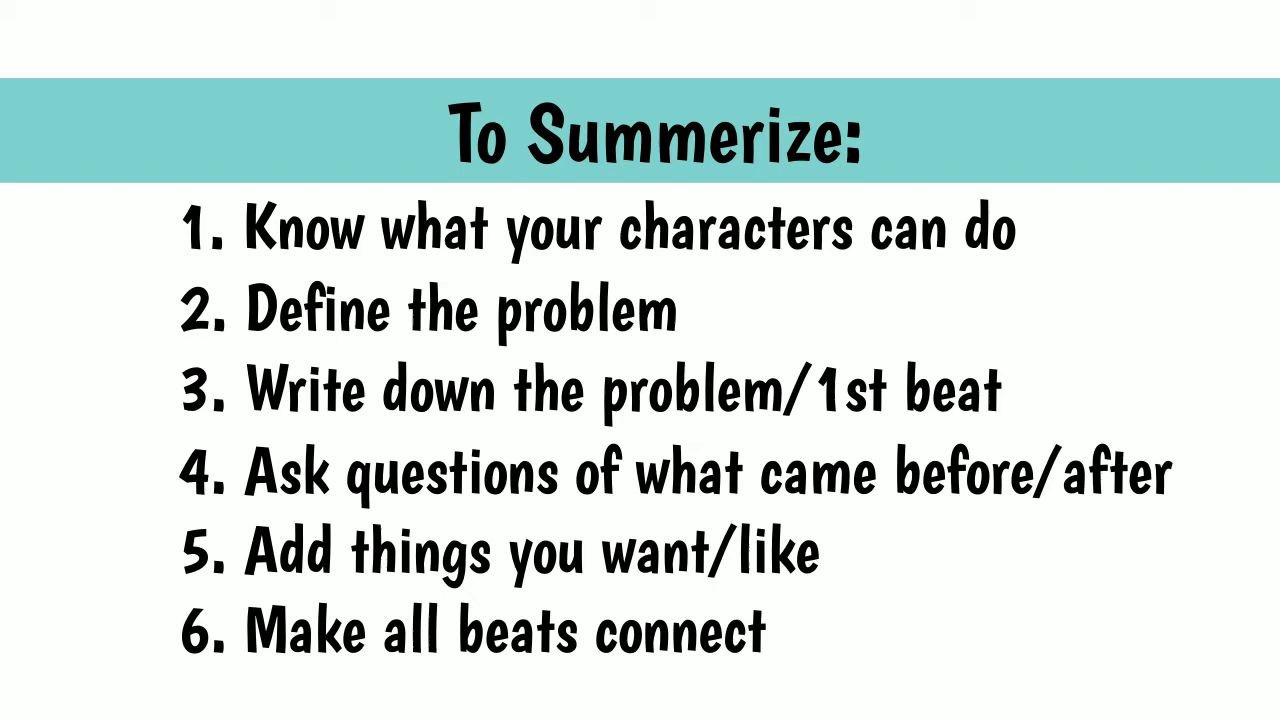 To Summerize:
1. Know what your characters can do
2. Define the problem
3. Write down the problem/1st beat
4. Ask questions of what came before/after
5. Add things you want/like
6. Make all beats connect